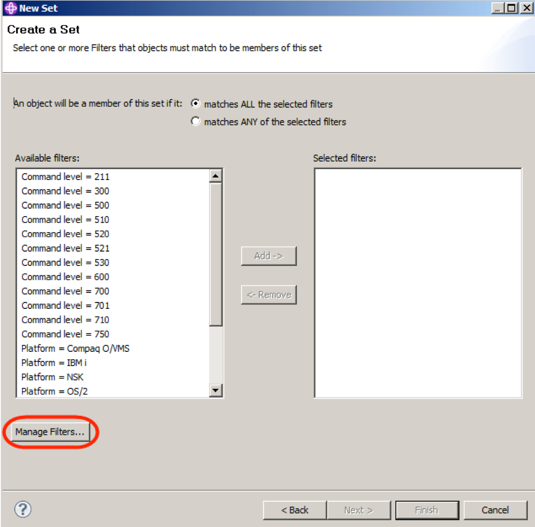 New Set
Create a Set
Select one or more Filters that objects must match to be members of this set
An object will be a member of this set if it:
matches ALL the selected filters
matches ANY of the selected filters
Available filters:
Selected filters:
Command level = 211
Command level = 300
Command level = 500
Command level = 510
Command level = 520
Command level = 521
Command level = 530
Command level = 600
Command level = 700
Command level = 701
Command level = 710
Command level = 750
Platform = Compaq O/VMS
Platform = IBM i
Platform = NSK
Platform = OS/2
Add ->
<- Remove
Manage Filters...
?
< Back
Next >
Finish
Cancel